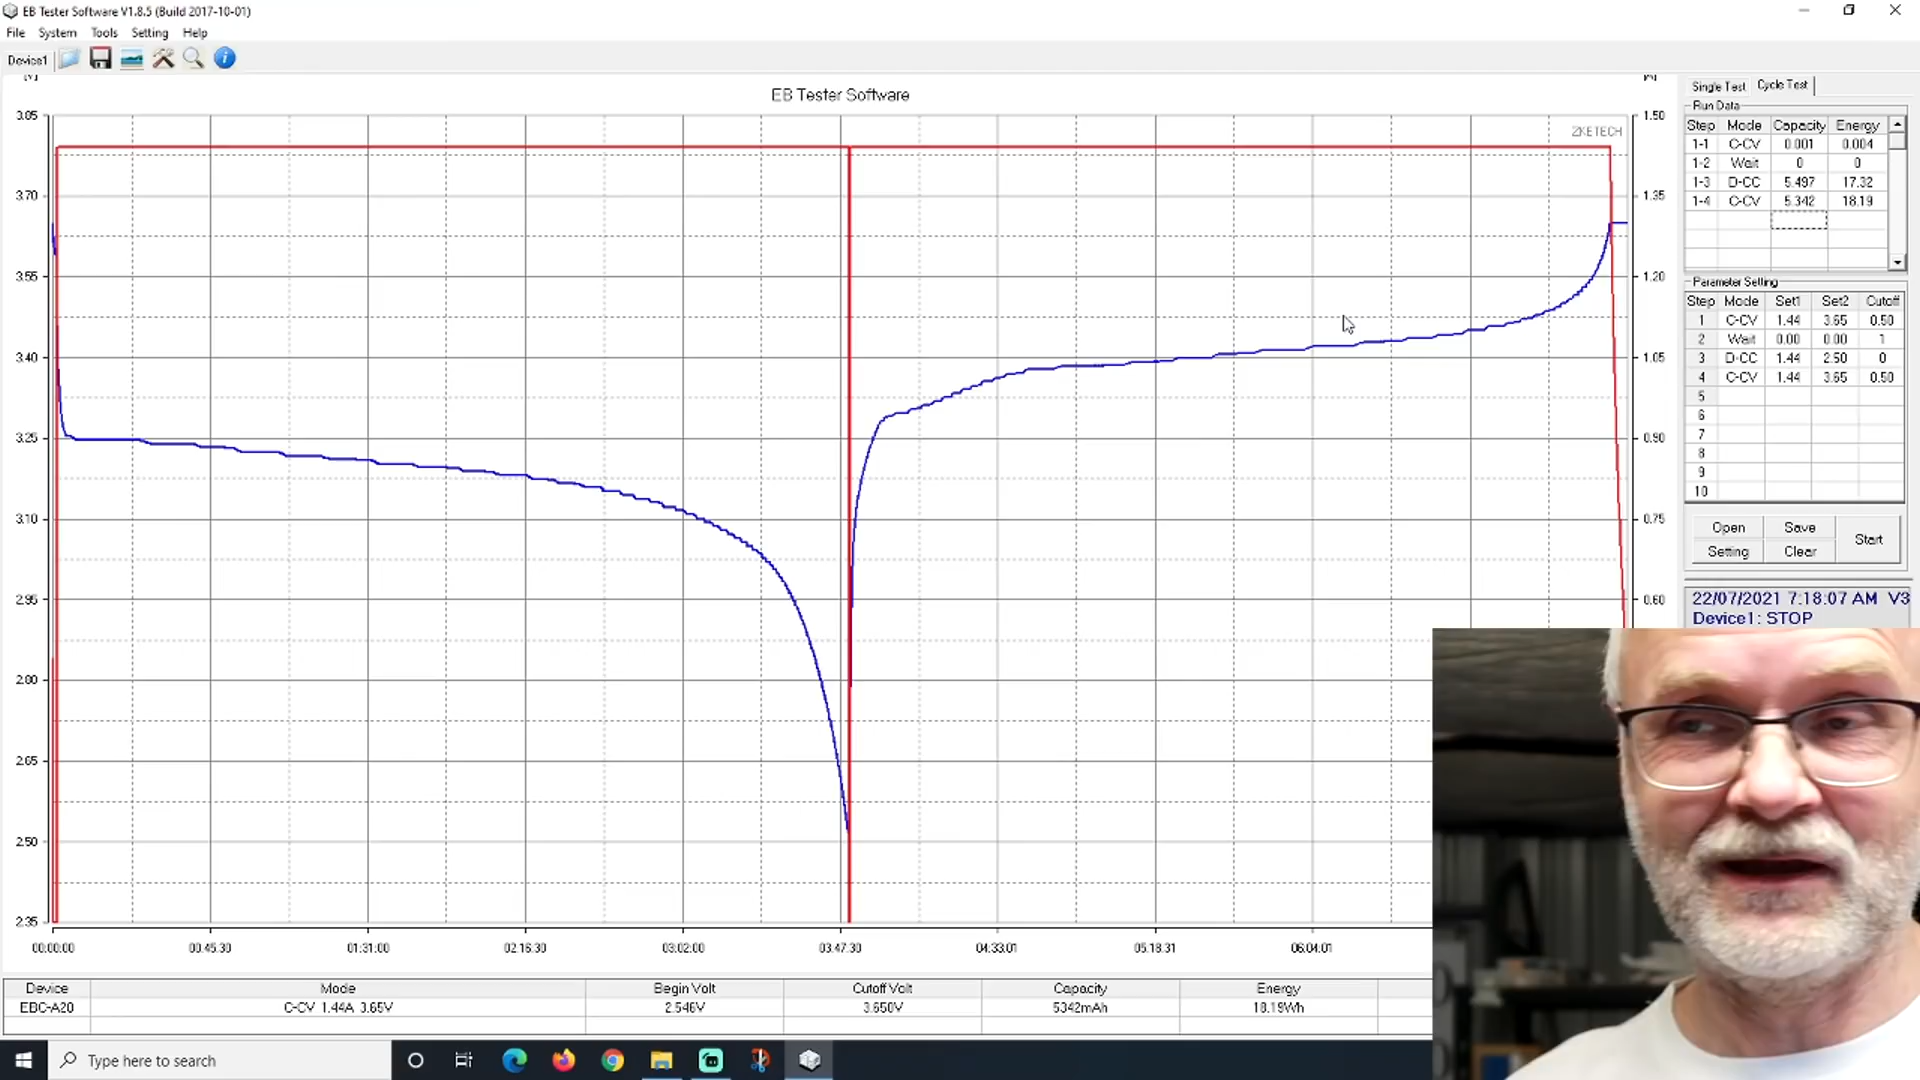 EB Tester Software V1.8.5 (Build 2017-10-01)
File System Tools Setting Help
Device1
EB Tester Software
ZKETECH
3.85
3.70
3.55
3.40
3.25
3.10
2.95
2.80
2.65
2.50
2.35
00:00:00 00:45:30 01:31:00 02:16:30 03:02:00 03:47:30 04:33:01 05:18:31 06:04:01
1.50
1.35
1.20
1.05
0.90
0.75
0.60
Single Test Cycle Test
Run Data
Step Mode Capacity Energy
1-1 C-CV 0.001 0.004
1-2 Wait 0 0
1-3 D-CC 5.497 17.32
1-4 C-CV 5.342 18.19
Parameter Setting
Step Mode Set1 Set2 Cutoff
1 C-CV 1.44 3.65 0.50
2 Wait 0.00 0.00 1
3 D-CC 1.44 2.50 0
4 C-CV 1.44 3.65 0.50
5
6
7
8
9
10
Open Save Start
Setting Clear
22/07/2021 7:18:07 AM V3
Device1: STOP
Device Mode Begin Volt Cutoff Volt Capacity Energy
EBC-A20 C-CV 1.44A 3.65V 2.546V 3.650V 5342mAh 18.19Wh
Type here to search